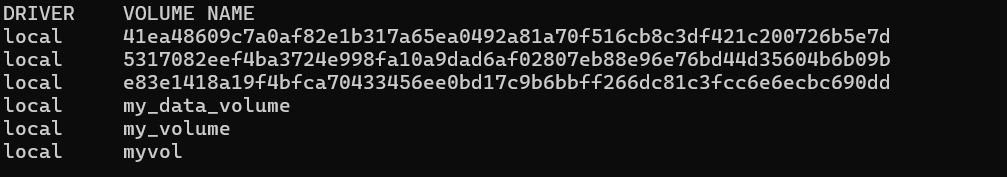 DRIVER    VOLUME NAME
local     41ea48609c7a0af82e1b317a65ea0492a81a70f516cb8c3df421c200726b5e7d
local     5317082eef4ba3724e998fa10a9dad6af02807eb88e96e76bd44d35604b6b09b
local     e83e1418a19f4bfca70433456ee0bd17c9b6bbff266dc81c3fcc6e6ecbc690dd
local     my_data_volume
local     my_volume
local     myvol